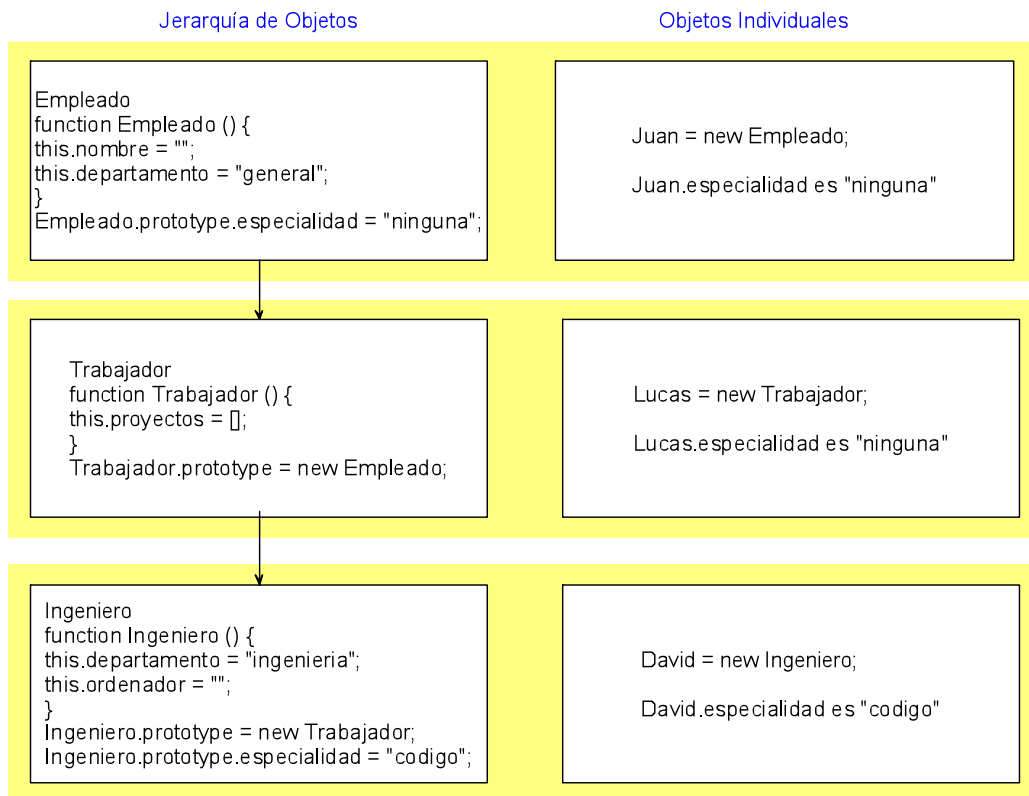 Jerarquía de Objetos
Objetos Individuales
Empleado
function Empleado () {
this.nombre = "";
this.departamento = "general";
}
Empleado.prototype.especialidad = "ninguna";
Juan = new Empleado;
Juan.especialidad es "ninguna"
Trabajador
function Trabajador () {
this.proyectos = [];
}
Trabajador.prototype = new Empleado;
Lucas = new Trabajador;
Lucas.especialidad es "ninguna"
Ingeniero
function Ingeniero () {
this.departamento = "ingenieria";
this.ordenador = "";
}
Ingeniero.prototype = new Trabajador;
Ingeniero.prototype.especialidad = "codigo";
David = new Ingeniero;
David.especialidad es "codigo"